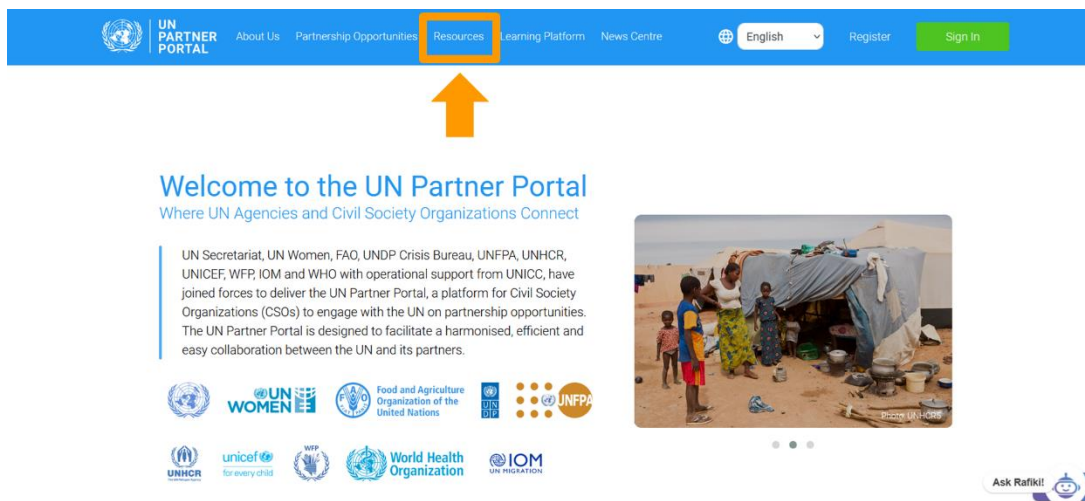 UN
PARTNER
PORTAL
About Us
Partnership Opportunities
Resources
Learning Platform
News Centre
English
Register
Sign In
Welcome to the UN Partner Portal
Where UN Agencies and Civil Society Organizations Connect
UN Secretariat, UN Women, FAO, UNDP Crisis Bureau, UNFPA, UNHCR,
UNICEF, WFP, IOM and WHO with operational support from UNICC, have
joined forces to deliver the UN Partner Portal, a platform for Civil Society
Organizations (CSOs) to engage with the UN on partnership opportunities.
The UN Partner Portal is designed to facilitate a harmonised, efficient and
easy collaboration between the UN and its partners.
UN
WOMEN
FAO
Food and Agriculture
Organization of the
United Nations
UN
DP
UNFPA
Photo: UNHCRS
UNHCR
The UN Refugee Agency
unicef
for every child
WFP
World Health
Organization
IOM
UN MIGRATION
Ask Rafiki!